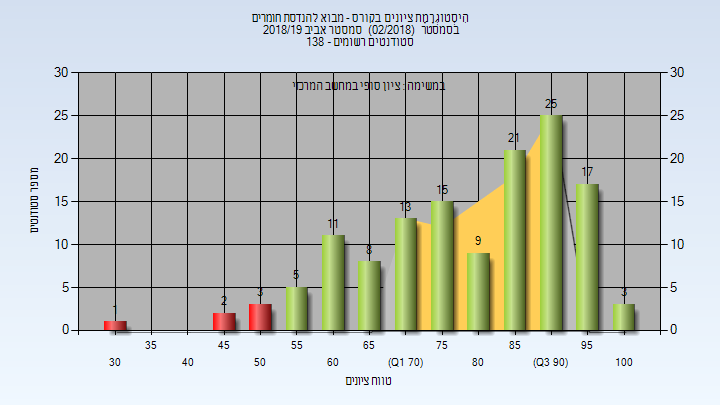 היסטוגרמת ציונים בקורס - מבוא להנדסת חומרים
בסמסטר (02/2018) סמסטר אביב 2018/19
סטודנטים רשומים - 138
במשימה : ציון סופי במחשב המרכזי
מספר סטודנטים
30 25 20 15 10 5 0
30 25 20 15 10 5 0
1 2 3 5 11 8 13 15 9 21 25 17 3
35 45 55 65 75 85 95
30 40 50 60 (Q1 70) 80 (Q3 90) 100
טווח ציונים